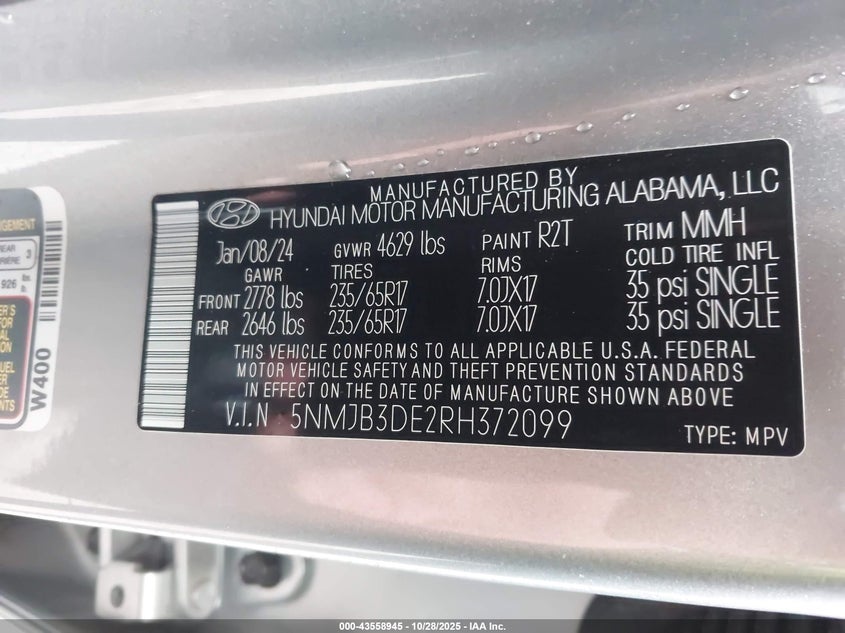 MANUFACTURED BY
HYUNDAI MOTOR MANUFACTURING ALABAMA, LLC
Jan/08/24 GVWR 4629 lbs PAINT R2T TRIM MMH
GAWR TIRES RIMS COLD TIRE INFL
FRONT 2778 lbs 235/65R17 7.0JX17 35 psi SINGLE
REAR 2646 lbs 235/65R17 7.0JX17 35 psi SINGLE
THIS VEHICLE CONFORMS TO ALL APPLICABLE U.S.A. FEDERAL
MOTOR VEHICLE SAFETY AND THEFT PREVENTION STANDARDS
IN EFFECT ON THE DATE OF MANUFACTURE SHOWN ABOVE
V.I.N 5NMJB3DE2RH372099
TYPE: MPV
REAR
3
926
W400
000-43558945 - 10/28/2025 - IAA Inc.